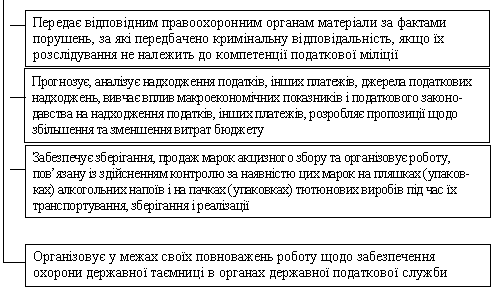 Передає відповідним правоохоронним органам матеріали за фактами
порушень, за які передбачено кримінальну відповідальність, якщо їх
розслідування не належить до компетенції податкової міліції
Прогнозує, аналізує надходження податків, інших платежів, джерела податкових
надходжень, вивчає вплив макроекономічних показників і податкового законо-
давства на надходження податків, інших платежів, розробляє пропозиції щодо
збільшення та зменшення витрат бюджету
Забезпечує зберігання, продаж марок акцизного збору та організовує роботу,
пов’язану із здійсненням контролю за наявністю цих марок на пляшках (упаков-
ках) алкогольних напоїв і на пачках (упаковках) тютюнових виробів під час їх
транспортування, зберігання і реалізації
Організовує у межах своїх повноважень роботу щодо забезпечення
охорони державної таємниці в органах державної податкової служби